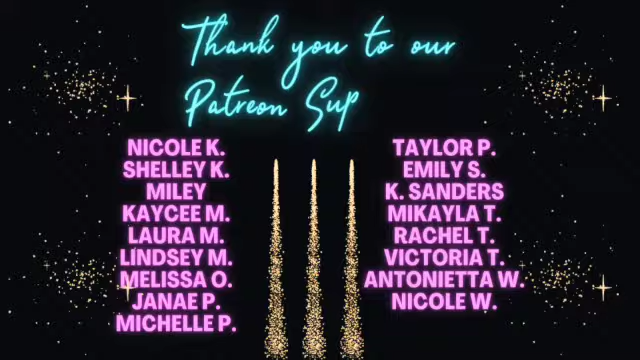 Thank you to our
Patreon Sup
NICOLE K.
SHELLEY K.
MILEY
KAYCEE M.
LAURA M.
LINDSEY M.
MELISSA O.
JANAE P.
MICHELLE P.
TAYLOR P.
EMILY S.
K. SANDERS
MIKAYLA T.
RACHEL T.
VICTORIA T.
ANTONIETTA W.
NICOLE W.